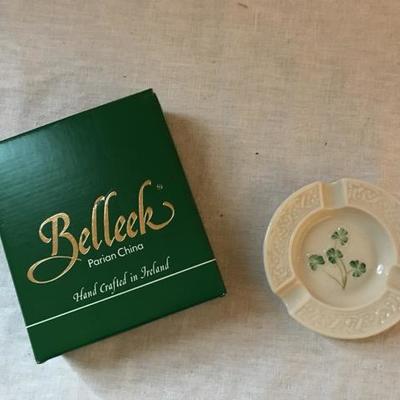 Belleek®
Parian China
Hand Crafted in Ireland